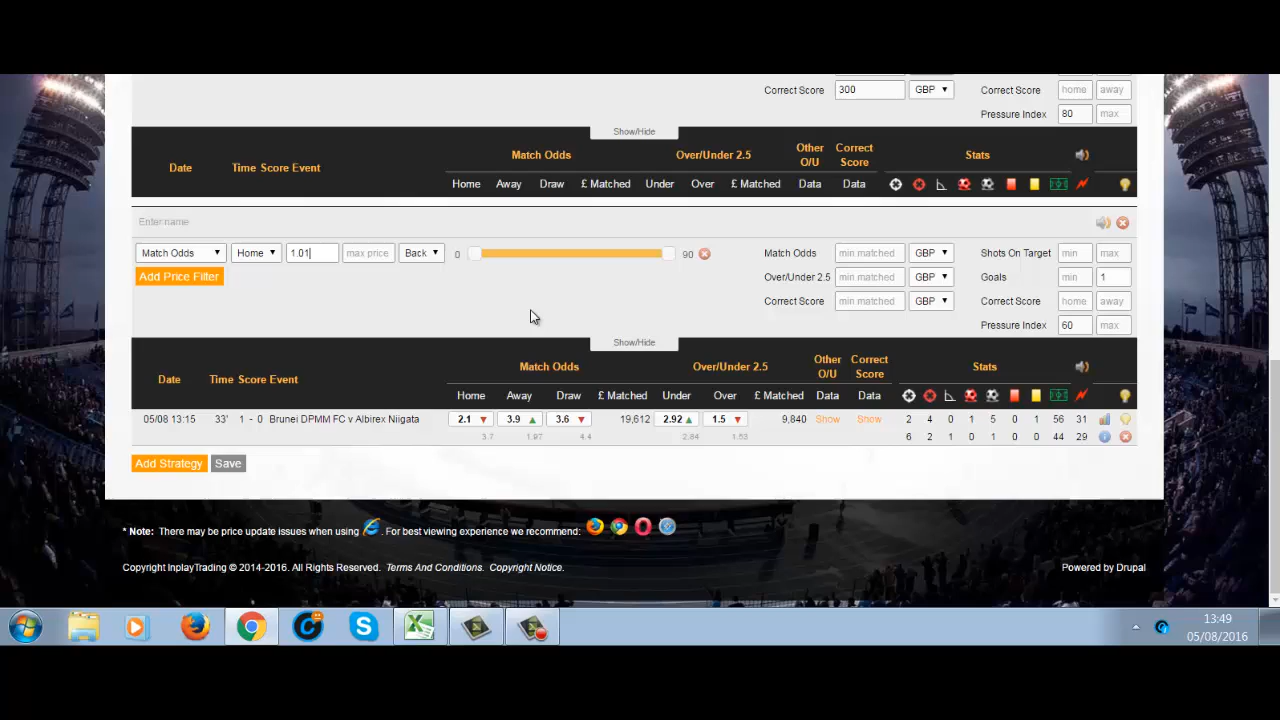 Correct Score 300 GBP Correct Score home away
Pressure Index 80 max
Show/Hide
Date Time Score Event Match Odds Over/Under 2.5 Other O/U Correct Score Stats
Home Away Draw £ Matched Under Over £ Matched Data Data
Enter name
Match Odds Home 1.01 max price Back 0 90 Match Odds min matched GBP Shots On Target min max
Add Price Filter Over/Under 2.5 min matched GBP Goals min 1
Correct Score min matched GBP Correct Score home away
Pressure Index 60 max
Show/Hide
Date Time Score Event Match Odds Over/Under 2.5 Other O/U Correct Score Stats
Home Away Draw £ Matched Under Over £ Matched Data Data
05/08 13:15 33' 1 - 0 Brunei DPMM FC v Albirex Niigata 2.1 3.9 3.6 19,612 2.92 1.5 9,840 Show Show 2 4 0 1 5 0 1 56 31
3.7 1.97 4.4 2.84 1.53 6 2 1 0 1 0 0 44 29
Add Strategy Save
* Note: There may be price update issues when using . For best viewing experience we recommend:
Copyright InplayTrading © 2014-2016. All Rights Reserved. Terms And Conditions. Copyright Notice. Powered by Drupal
13:49
05/08/2016